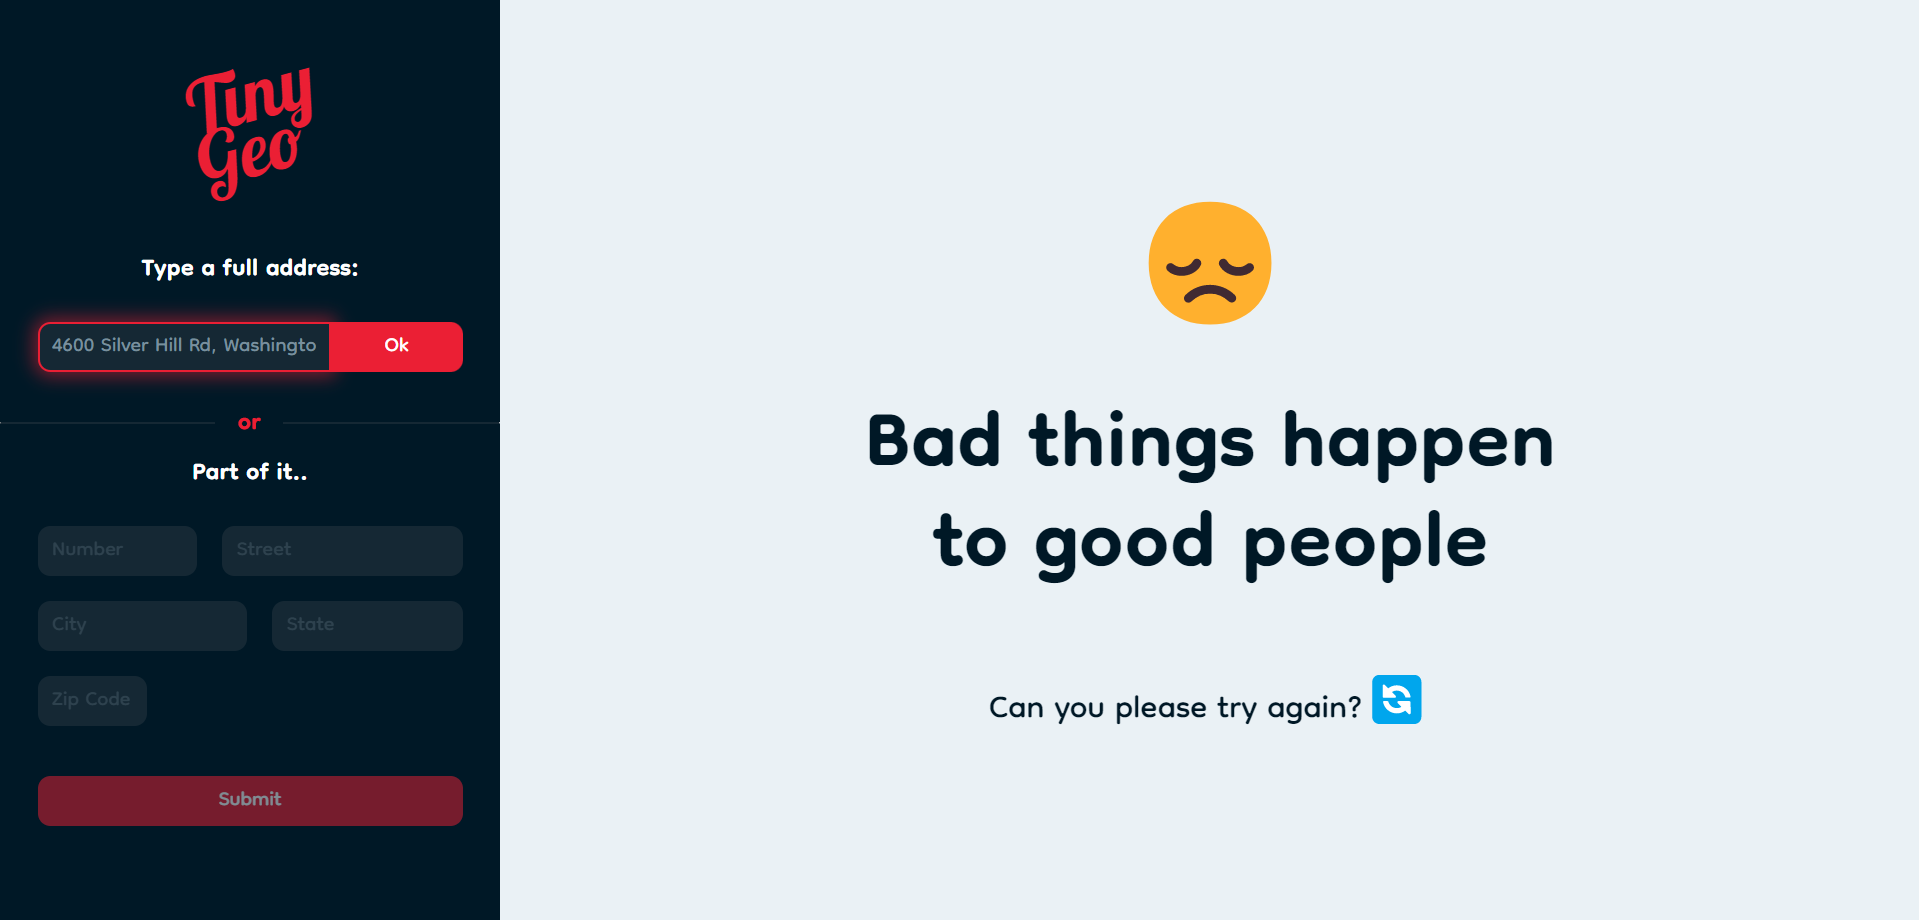 Tiny
Geo
Type a full address:
4600 Silver Hill Rd, Washingto
Ok
or
Part of it..
Number
Street
City
State
Zip Code
Submit
Bad things happen
to good people
Can you please try again?